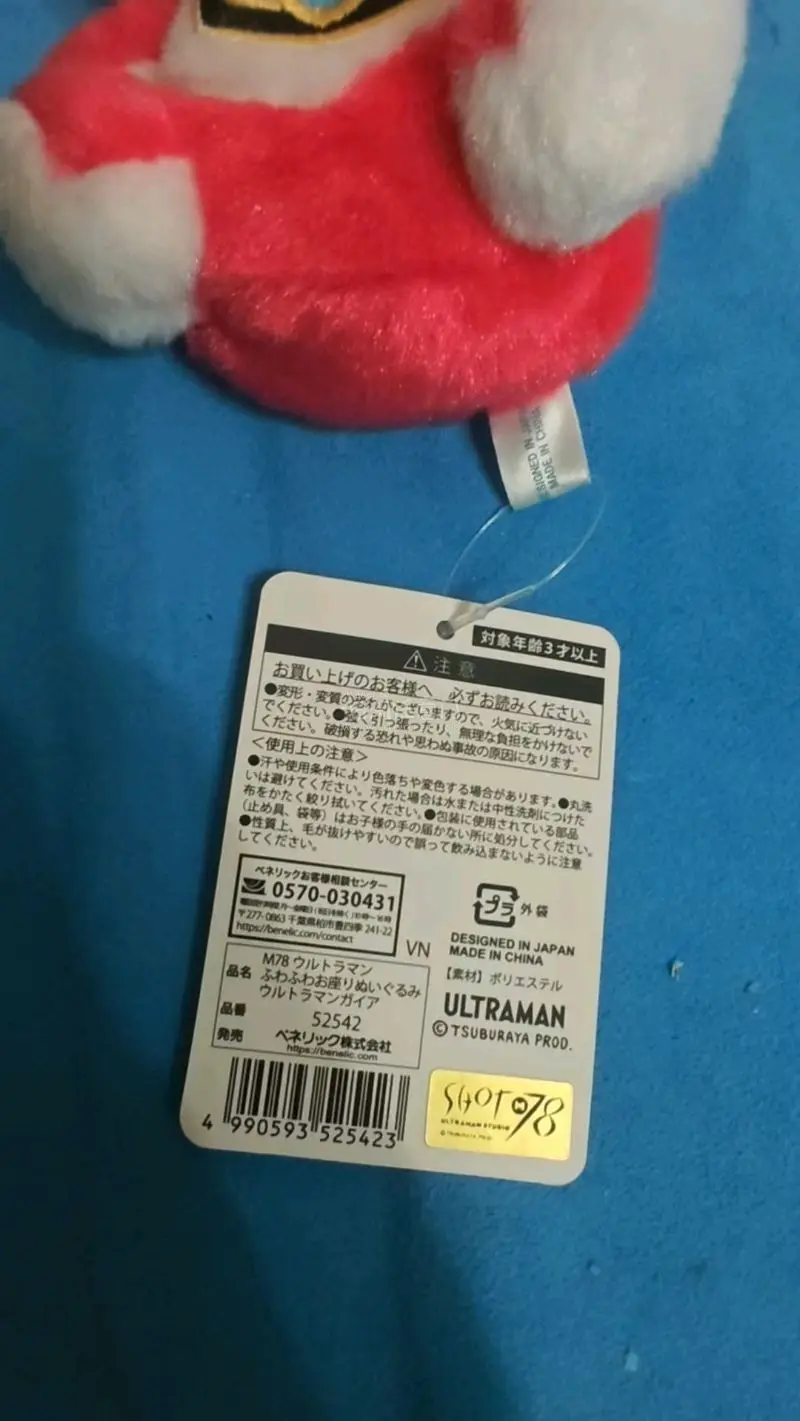 DESIGNED IN
MADE IN CHINA
対象年齢3才以上
注意
お買い上げのお客様へ 必ずお読みください。
●変形・変質の恐れがございますので、火気に近づけない
でください。●強く引っ張ったり、無理な負担をかけないで
ください。破損する恐れや思わぬ事故の原因になります。
＜使用上の注意＞
●汗や使用条件により色落ちや変色する場合があります。●丸洗
いは避けてください。汚れた場合は水または中性洗剤につけた
布をかたく絞り拭いてください。●包装に使用されている部品
(止め具、袋等)はお子様の手の届かない所に処分してください。
●性質上、毛が抜けやすいので誤って飲み込まないように注意
してください。
ベネリックお客様相談センター
0570-030431
〒277-0863 千葉県柏市豊四季 241-22
https://benelic.com/contact
VN
プラ 外袋
DESIGNED IN JAPAN
MADE IN CHINA
【素材】ポリエステル
ULTRAMAN
©TSUBURAYA PROD.
品名 M78 ウルトラマン
ふわふわお座りぬいぐるみ
ウルトラマンガイア
品番 52542
発売 ベネリック株式会社
https://benelic.com
4 990593 525423
SHOT M78
ULTRAMAN STUDIO
©TSUBURAYA PROD.